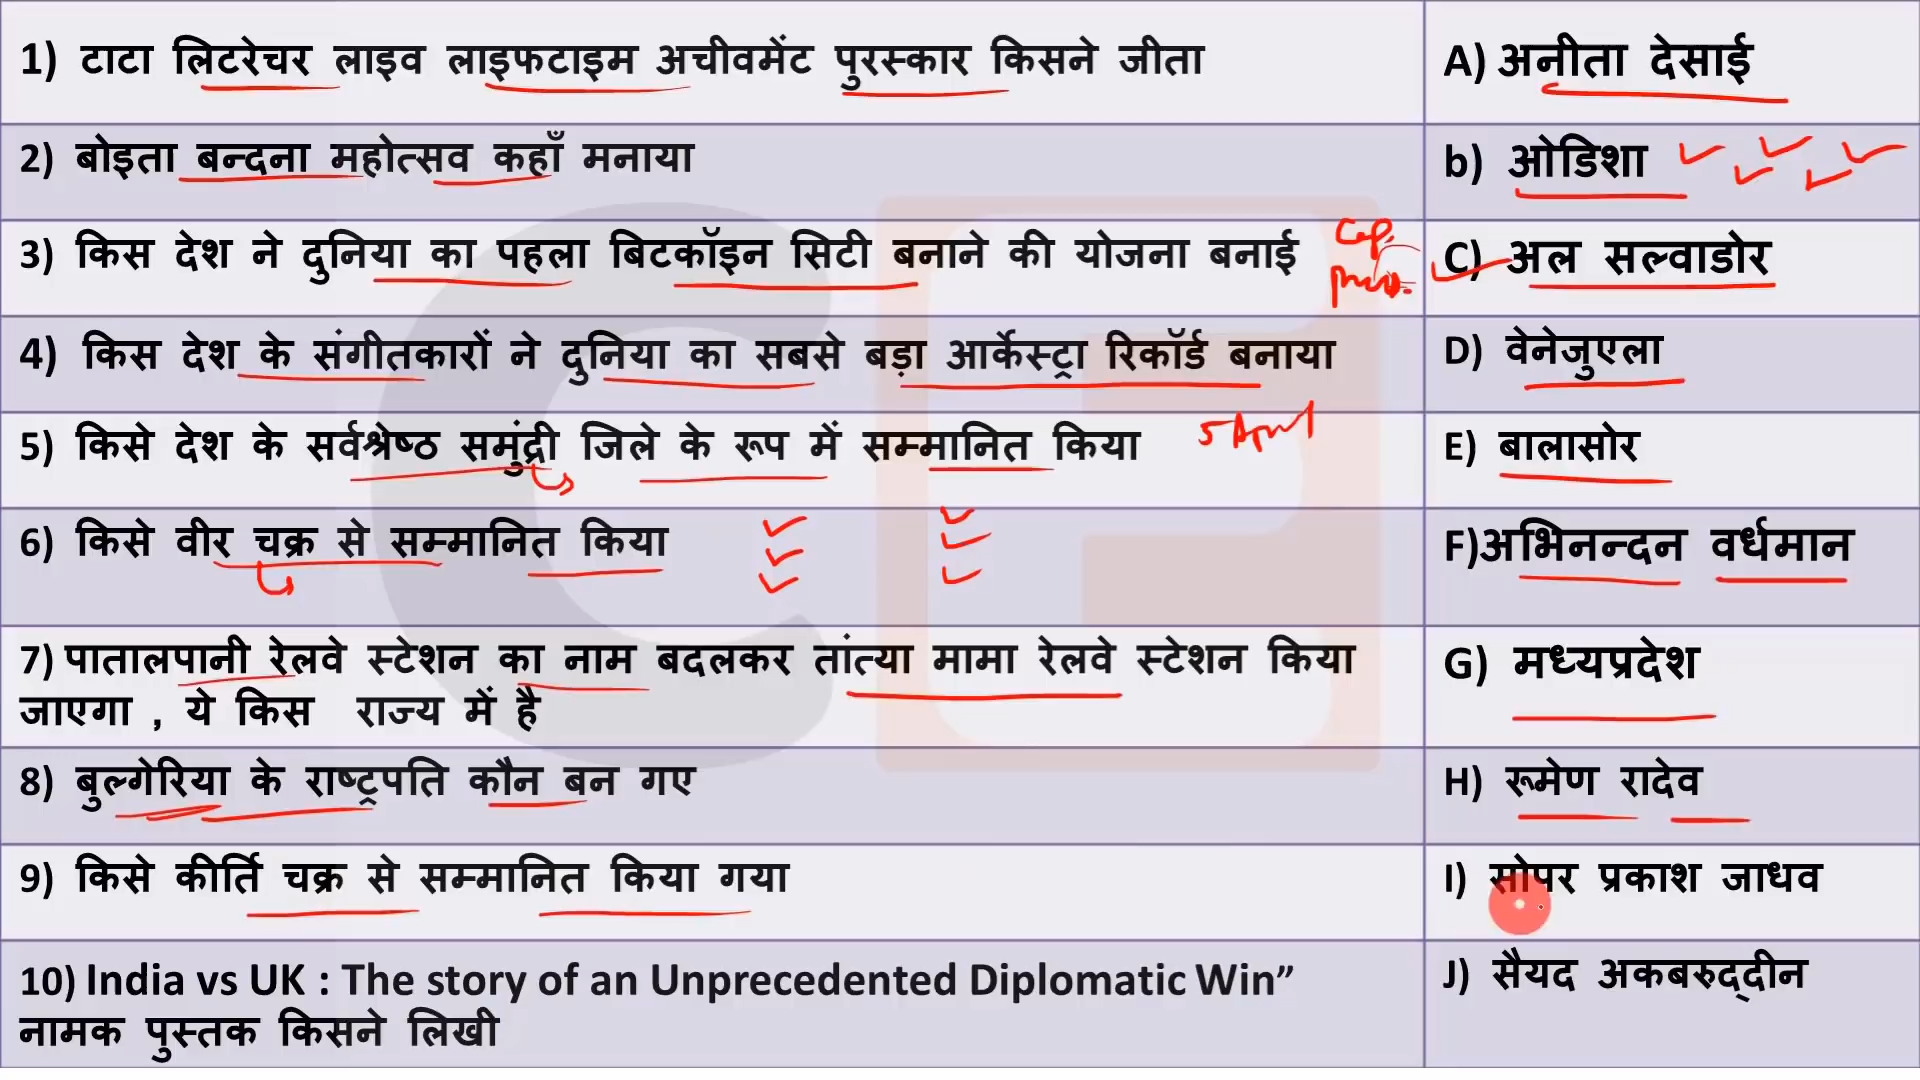 1) टाटा लिटरेचर लाइव लाइफटाइम अचीवमेंट पुरस्कार किसने जीता
A) अनीता देसाई
2) बोइता बन्दना महोत्सव कहाँ मनाया
b) ओडिशा
3) किस देश ने दुनिया का पहला बिटकॉइन सिटी बनाने की योजना बनाई
Cap.
C) अल सल्वाडोर
4) किस देश के संगीतकारों ने दुनिया का सबसे बड़ा आर्केस्ट्रा रिकॉर्ड बनाया
D) वेनेजुएला
5) किसे देश के सर्वश्रेष्ठ समुंद्री जिले के रूप में सम्मानित किया
5 April
E) बालासोर
6) किसे वीर चक्र से सम्मानित किया
F)अभिनन्दन वर्धमान
7) पातालपानी रेलवे स्टेशन का नाम बदलकर तांत्या मामा रेलवे स्टेशन किया
जाएगा , ये किस राज्य में है
G) मध्यप्रदेश
8) बुल्गेरिया के राष्ट्रपति कौन बन गए
H) रूमेण रादेव
9) किसे कीर्ति चक्र से सम्मानित किया गया
I) सोपर प्रकाश जाधव
10) India vs UK : The story of an Unprecedented Diplomatic Win”
नामक पुस्तक किसने लिखी
J) सैयद अकबरुद्दीन